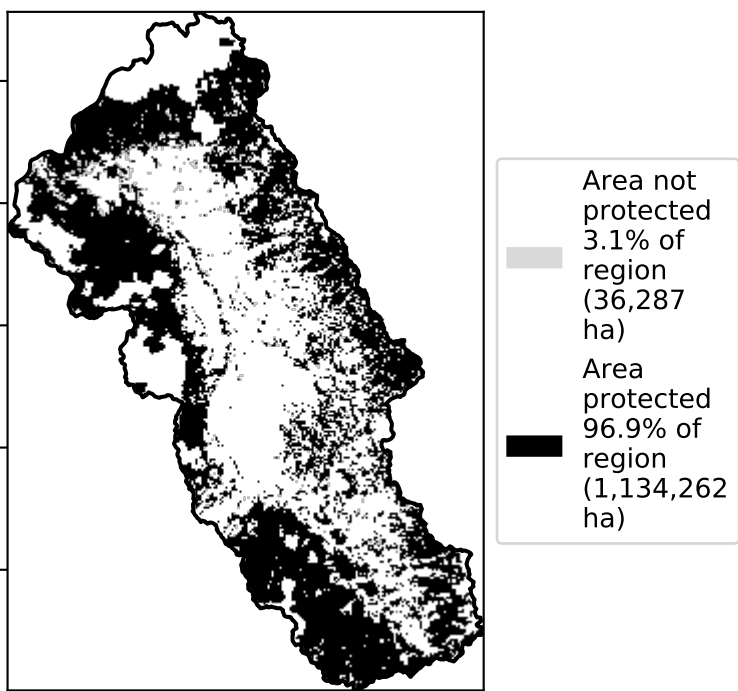 Area not
protected
3.1% of
region
(36,287
ha)
Area
protected
96.9% of
region
(1,134,262
ha)